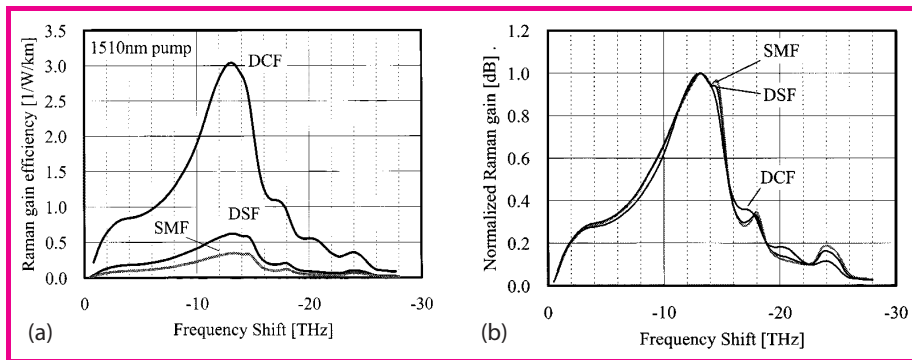 3.5
3.0
2.5
2.0
1.5
1.0
0.5
0.0
Raman gain efficiency [1/W/km]
1510nm pump
DCF
SMF
DSF
0
-10
-20
-30
Frequency Shift [THz]
(a)
1.2
1.0
0.8
0.6
0.4
0.2
0.0
Normalized Raman gain [dB] .
SMF
DSF
DCF
0
-10
-20
-30
Frequency Shift [THz]
(b)